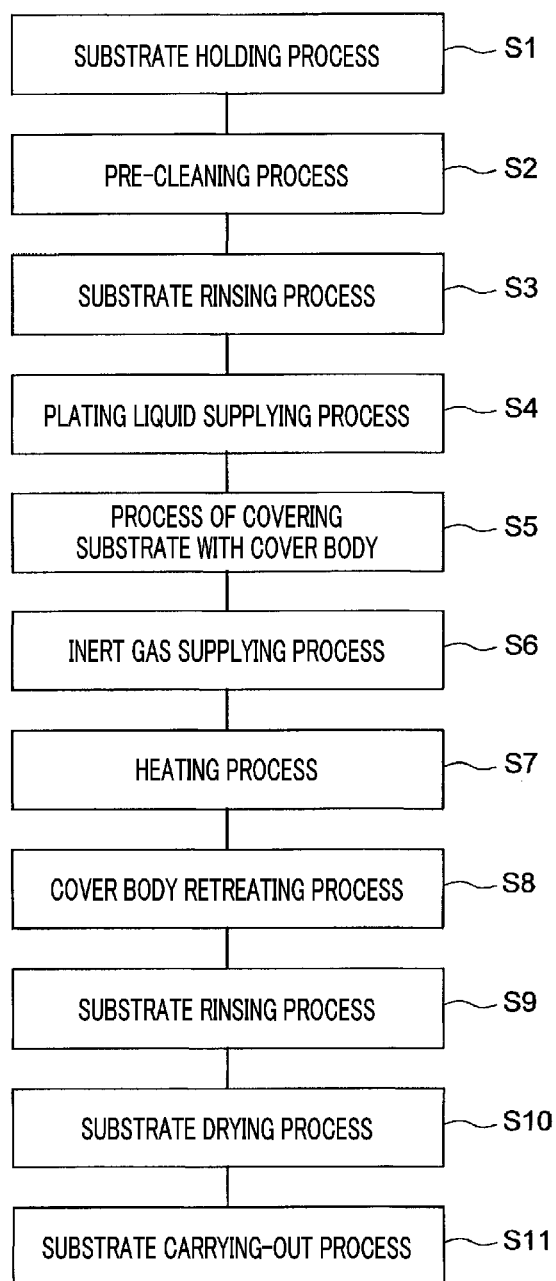 SUBSTRATE HOLDING PROCESS S1
PRE-CLEANING PROCESS S2
SUBSTRATE RINSING PROCESS S3
PLATING LIQUID SUPPLYING PROCESS S4
PROCESS OF COVERING
SUBSTRATE WITH COVER BODY S5
INERT GAS SUPPLYING PROCESS S6
HEATING PROCESS S7
COVER BODY RETREATING PROCESS S8
SUBSTRATE RINSING PROCESS S9
SUBSTRATE DRYING PROCESS S10
SUBSTRATE CARRYING-OUT PROCESS S11